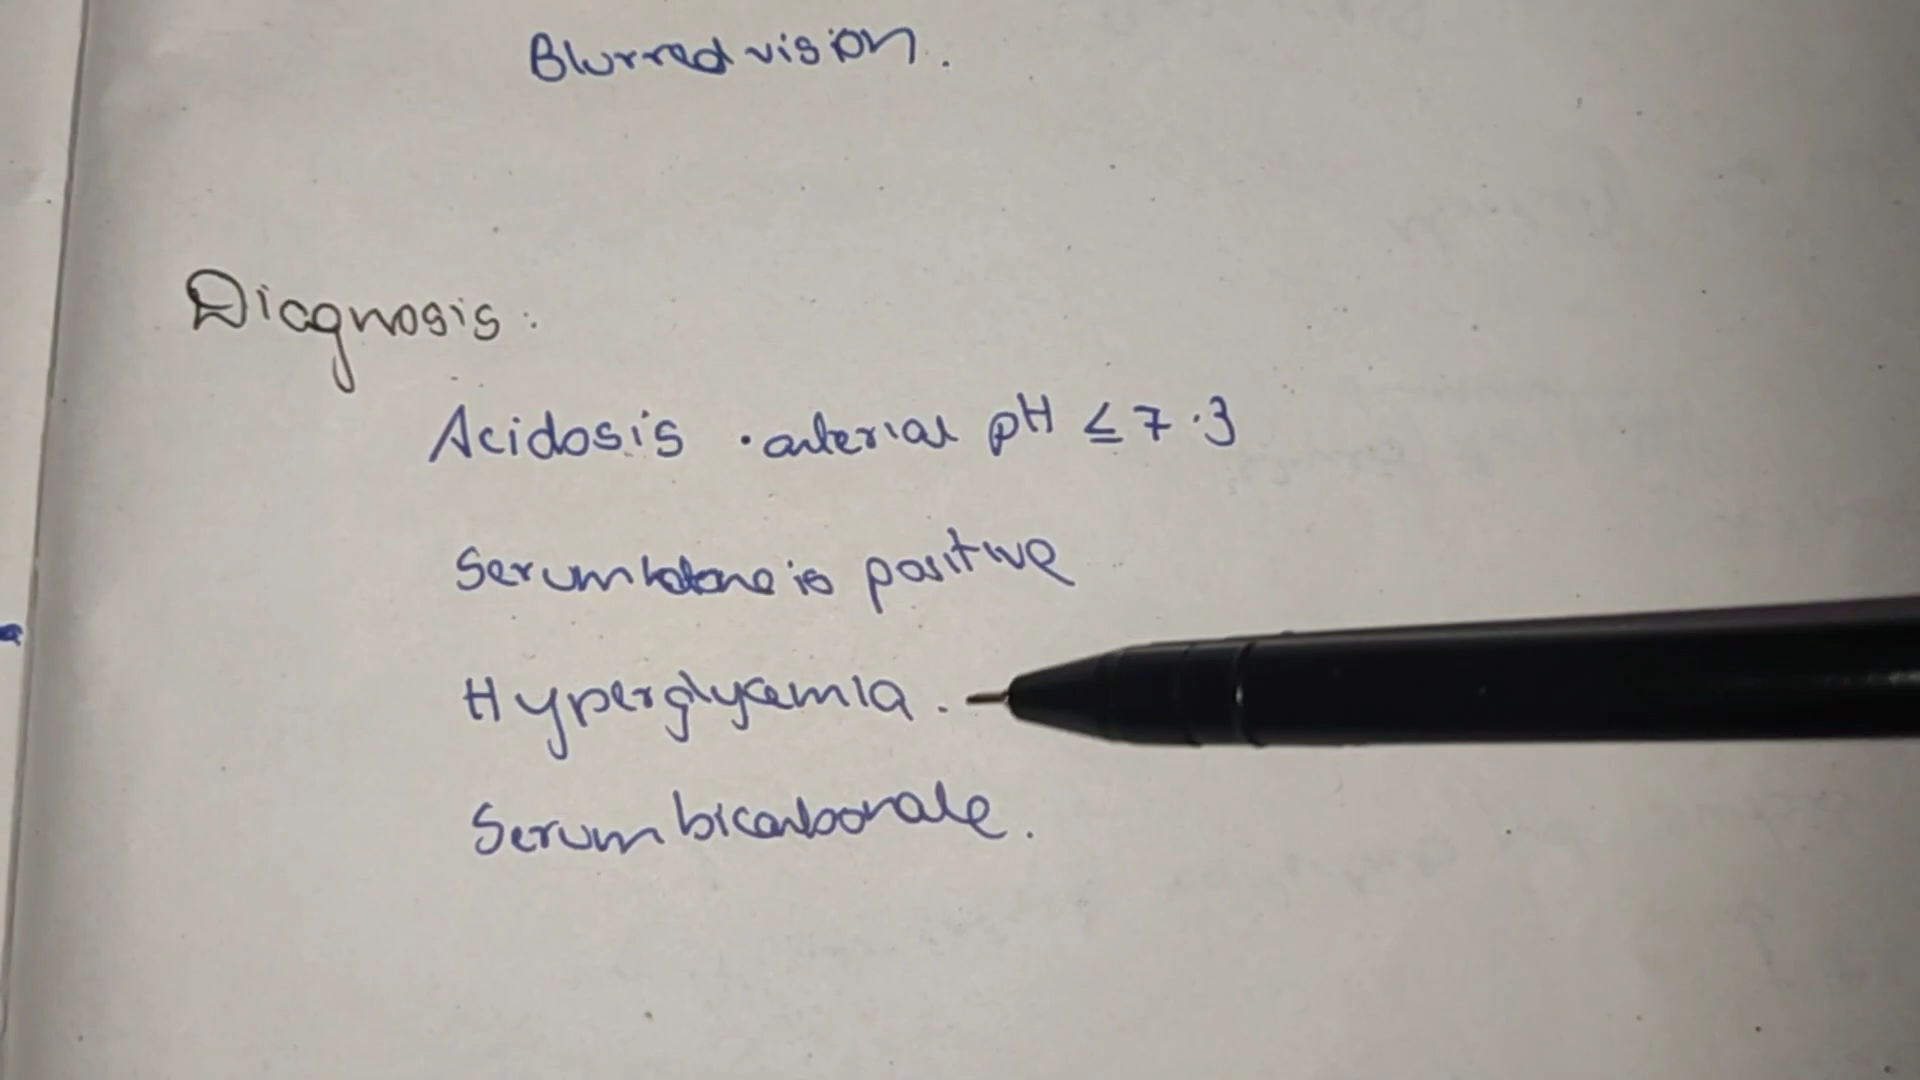 Blurred vision.
Diagnosis:
Acidosis . arterial pH ≤ 7.3
Serum ketone is positive
Hyperglycemia.
Serum bicarbonate.